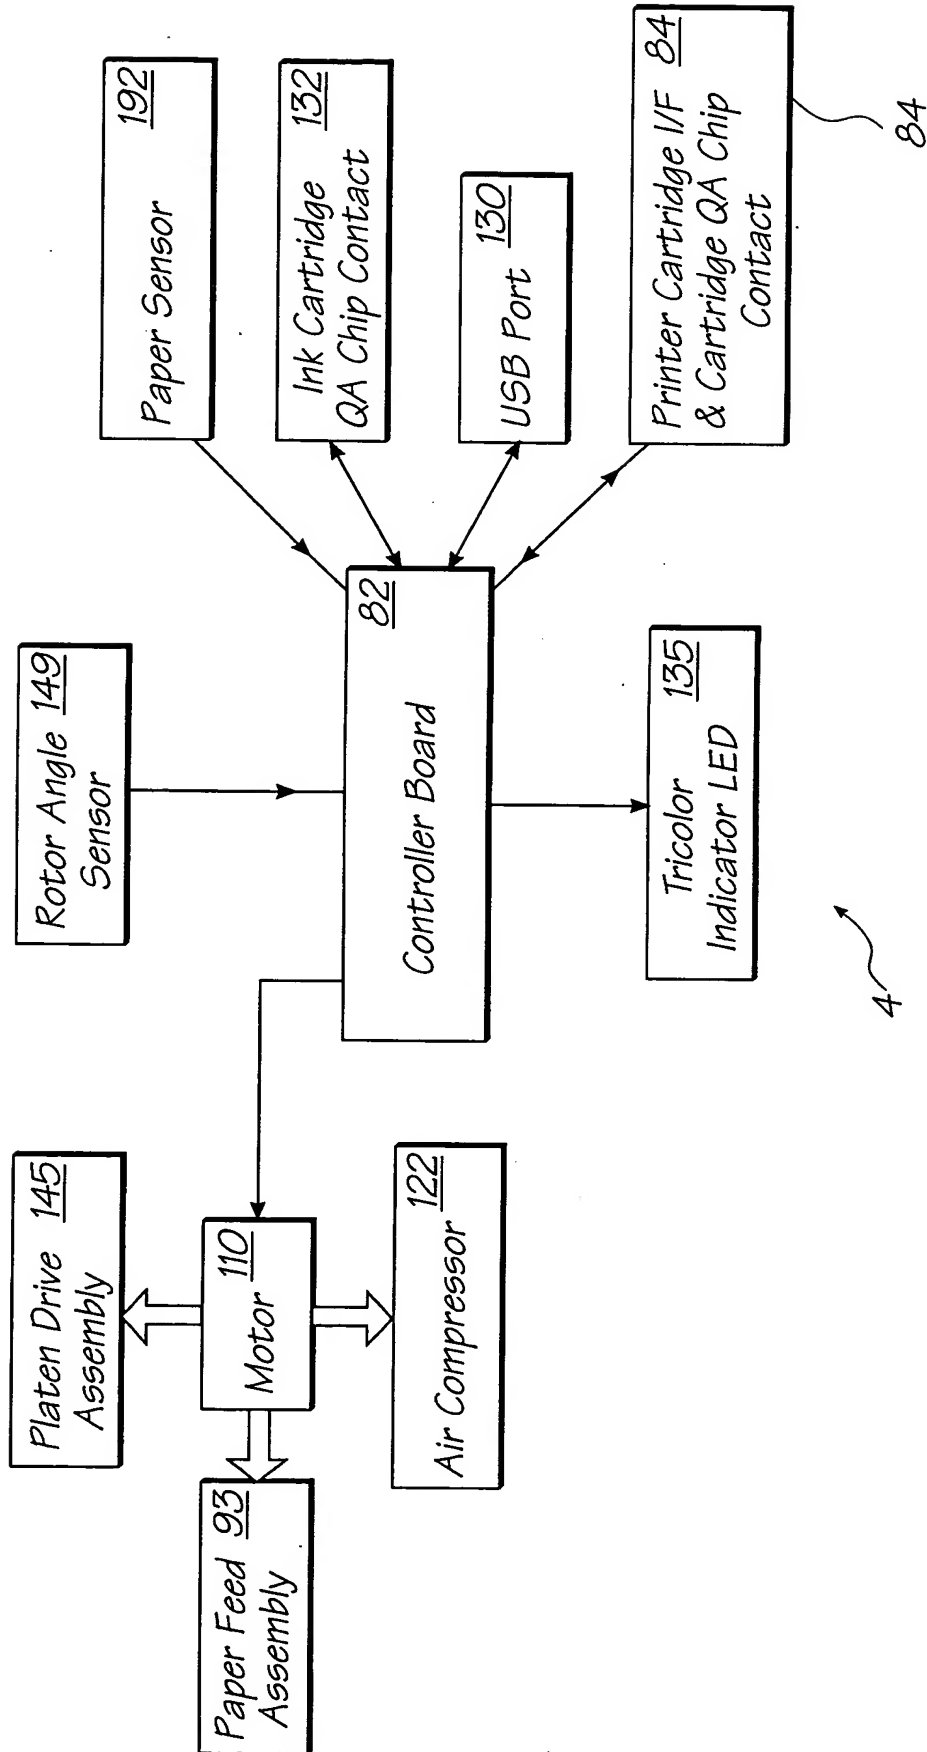 Paper Feed 93
Assembly
Platen Drive 145
Assembly
Motor 110
Air Compressor 122
Rotor Angle 149
Sensor
Controller Board 82
Tricolor 135
Indicator LED
Paper Sensor 192
Ink Cartridge 132
QA Chip Contact
USB Port 130
Printer Cartridge I/F 84
& Cartridge QA Chip
Contact
84
4